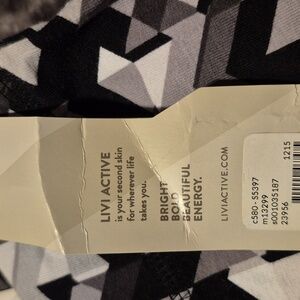 LIVI ACTIVE
is your second skin
for wherever life
takes you.
BRIGHT
BOLD
BEAUTIFUL
ENERGY.
LIVIACTIVE.COM
c580 - S5397
m13299
s001035187
23956
1215